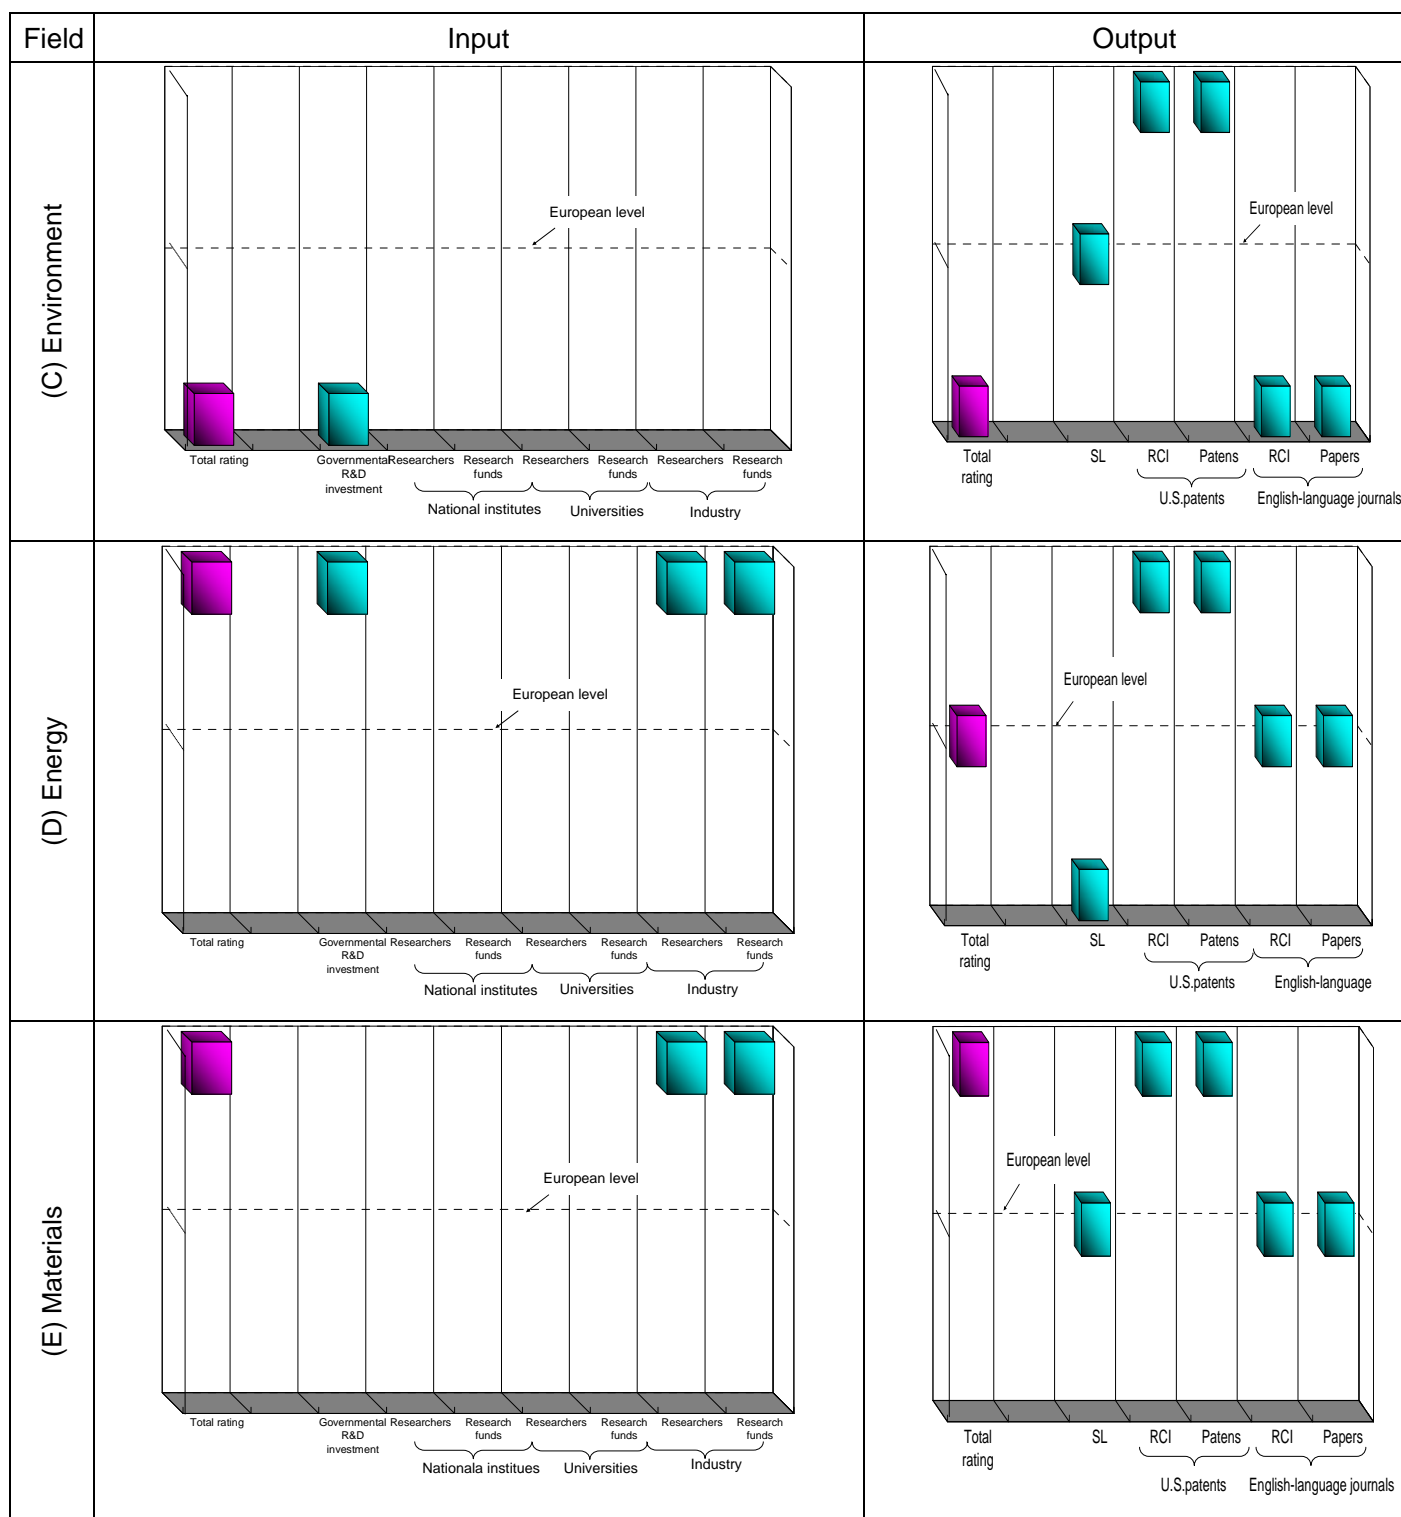 Field
Input
Output
(C) Environment
European level
Total rating
Governmental
R&D
investment
Researchers
Research
funds
Researchers
Research
funds
Researchers
Research
funds
National institutes
Universities
Industry
European level
Total
rating
SL
RCI
Patens
RCI
Papers
U.S.patents
English-language journals
(D) Energy
European level
Total rating
Governmental
R&D
investment
Researchers
Research
funds
Researchers
Research
funds
Researchers
Research
funds
National institutes
Universities
Industry
European level
Total
rating
SL
RCI
Patens
RCI
Papers
U.S.patents
English-language
(E) Materials
European level
Total rating
Governmental
R&D
investment
Researchers
Research
funds
Researchers
Research
funds
Researchers
Research
funds
Nationala institues
Universities
Industry
European level
Total
rating
SL
RCI
Patens
RCI
Papers
U.S.patents
English-language journals